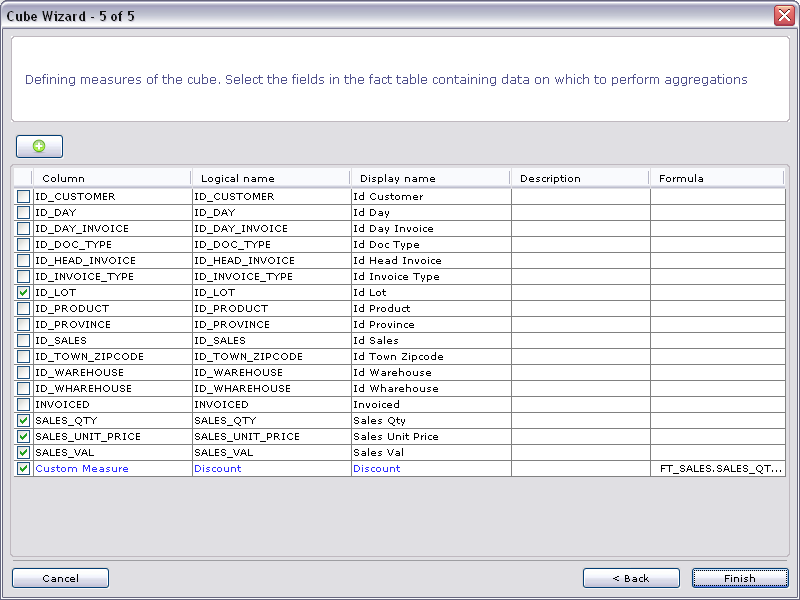 Cube Wizard - 5 of 5
Defining measures of the cube. Select the fields in the fact table containing data on which to perform aggregations
Column Logical name Display name Description Formula
ID_CUSTOMER ID_CUSTOMER Id Customer
ID_DAY ID_DAY Id Day
ID_DAY_INVOICE ID_DAY_INVOICE Id Day Invoice
ID_DOC_TYPE ID_DOC_TYPE Id Doc Type
ID_HEAD_INVOICE ID_HEAD_INVOICE Id Head Invoice
ID_INVOICE_TYPE ID_INVOICE_TYPE Id Invoice Type
ID_LOT ID_LOT Id Lot
ID_PRODUCT ID_PRODUCT Id Product
ID_PROVINCE ID_PROVINCE Id Province
ID_SALES ID_SALES Id Sales
ID_TOWN_ZIPCODE ID_TOWN_ZIPCODE Id Town Zipcode
ID_WAREHOUSE ID_WAREHOUSE Id Warehouse
ID_WHAREHOUSE ID_WHAREHOUSE Id Wharehouse
INVOICED INVOICED Invoiced
SALES_QTY SALES_QTY Sales Qty
SALES_UNIT_PRICE SALES_UNIT_PRICE Sales Unit Price
SALES_VAL SALES_VAL Sales Val
Custom Measure Discount Discount FT_SALES.SALES_QT...
Cancel < Back Finish